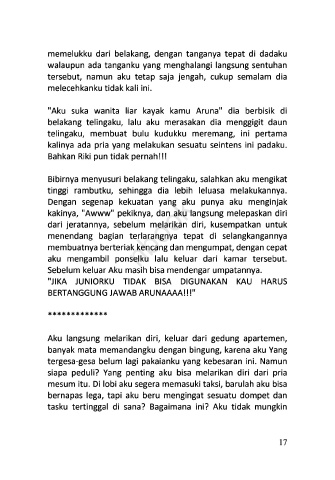 memelukku dari belakang, dengan tanganya tepat di dadaku
walaupun ada tanganku yang menghalangi langsung sentuhan
tersebut, namun aku tetap saja jengah, cukup semalam dia
melecehkanku tidak kali ini.
"Aku suka wanita liar kayak kamu Aruna" dia berbisik di
belakang telingaku, lalu aku merasakan dia menggigit daun
telingaku, membuat bulu kudukku meremang, ini pertama
kalinya ada pria yang melakukan sesuatu seintens ini padaku.
Bahkan Riki pun tidak pernah!!!
Bibirnya menyusuri belakang telingaku, salahkan aku mengikat
tinggi rambutku, sehingga dia lebih leluasa melakukannya.
Dengan segenap kekuatan yang aku punya aku menginjak
kakinya, "Awww" pekiknya, dan aku langsung melepaskan diri
dari jeratannya, sebelum melarikan diri, kusempatkan untuk
menendang bagian terlarangnya tepat di selangkangannya
membuatnya berteriak kencang dan mengumpat, dengan cepat
aku mengambil ponselku lalu keluar dari kamar tersebut.
Sebelum keluar Aku masih bisa mendengar umpatannya.
"JIKA JUNIORKU TIDAK BISA DIGUNAKAN KAU HARUS
BERTANGGUNG JAWAB ARUNAAAA!!!"
*************
Aku langsung melarikan diri, keluar dari gedung apartemen,
banyak mata memandangku dengan bingung, karena aku Yang
tergesa-gesa belum lagi pakaianku yang kebesaran ini. Namun
siapa peduli? Yang penting aku bisa melarikan diri dari pria
mesum itu. Di lobi aku segera memasuki taksi, barulah aku bisa
bernapas lega, tapi aku beru mengingat sesuatu dompet dan
tasku tertinggal di sana? Bagaimana ini? Aku tidak mungkin
17